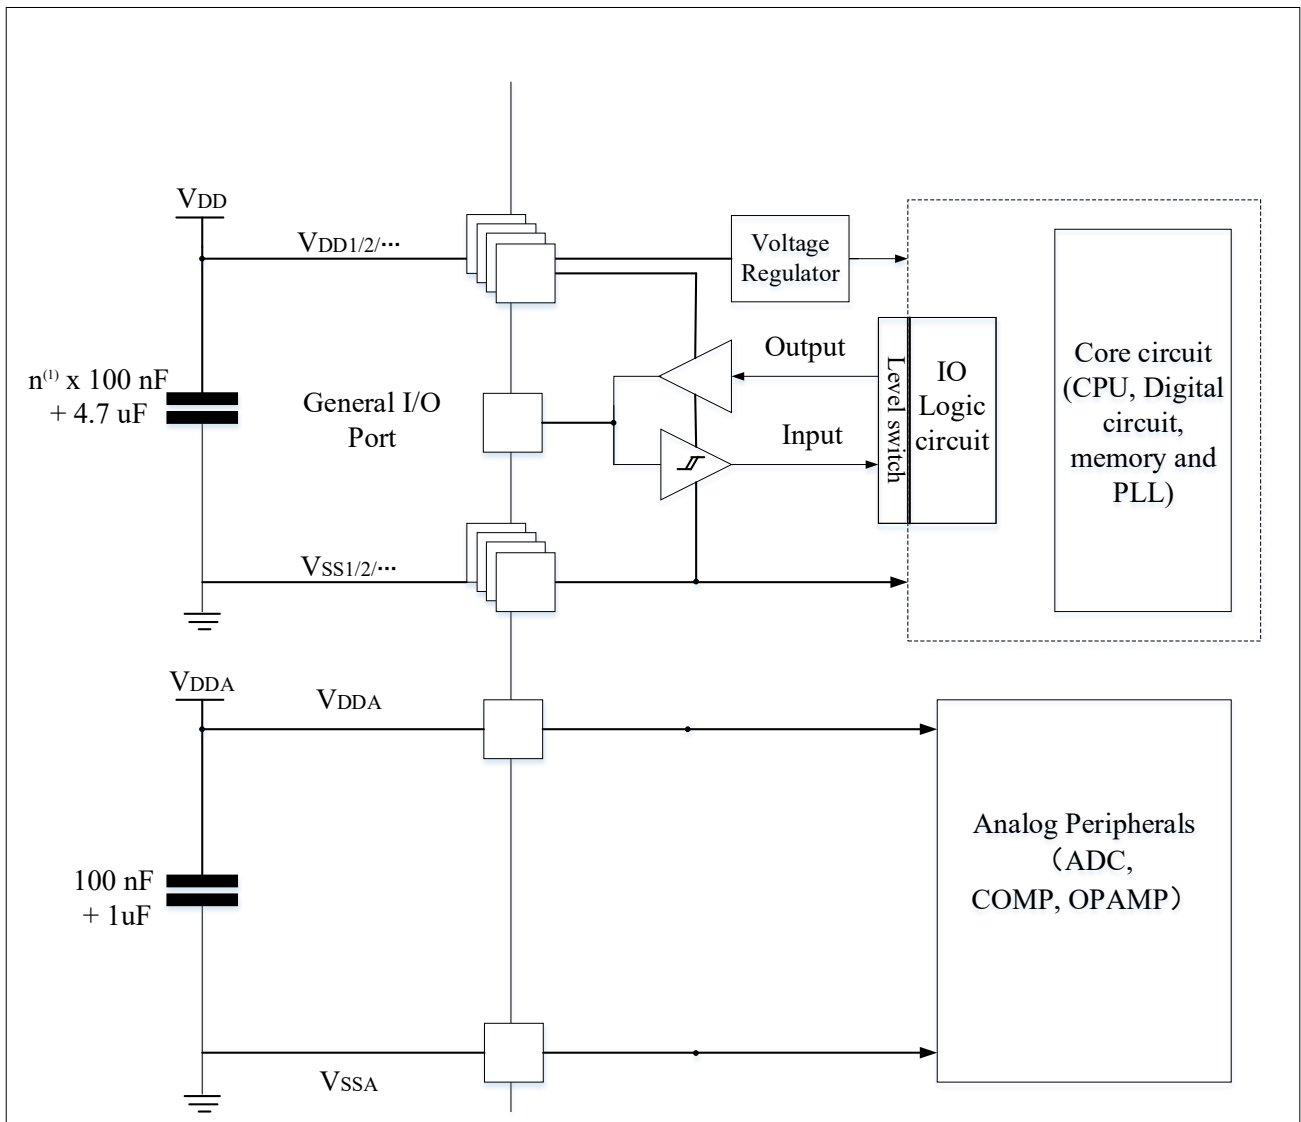 VDD
VDD1/2/···
Voltage
Regulator
n⁽¹⁾ x 100 nF
+ 4.7 uF
General I/O
Port
Output
Input
Level switch
IO
Logic
circuit
Core circuit
(CPU, Digital
circuit,
memory and
PLL)
VSS1/2/···
VDDA
VDDA
100 nF
+ 1uF
Analog Peripherals
（ADC,
COMP, OPAMP）
VSSA